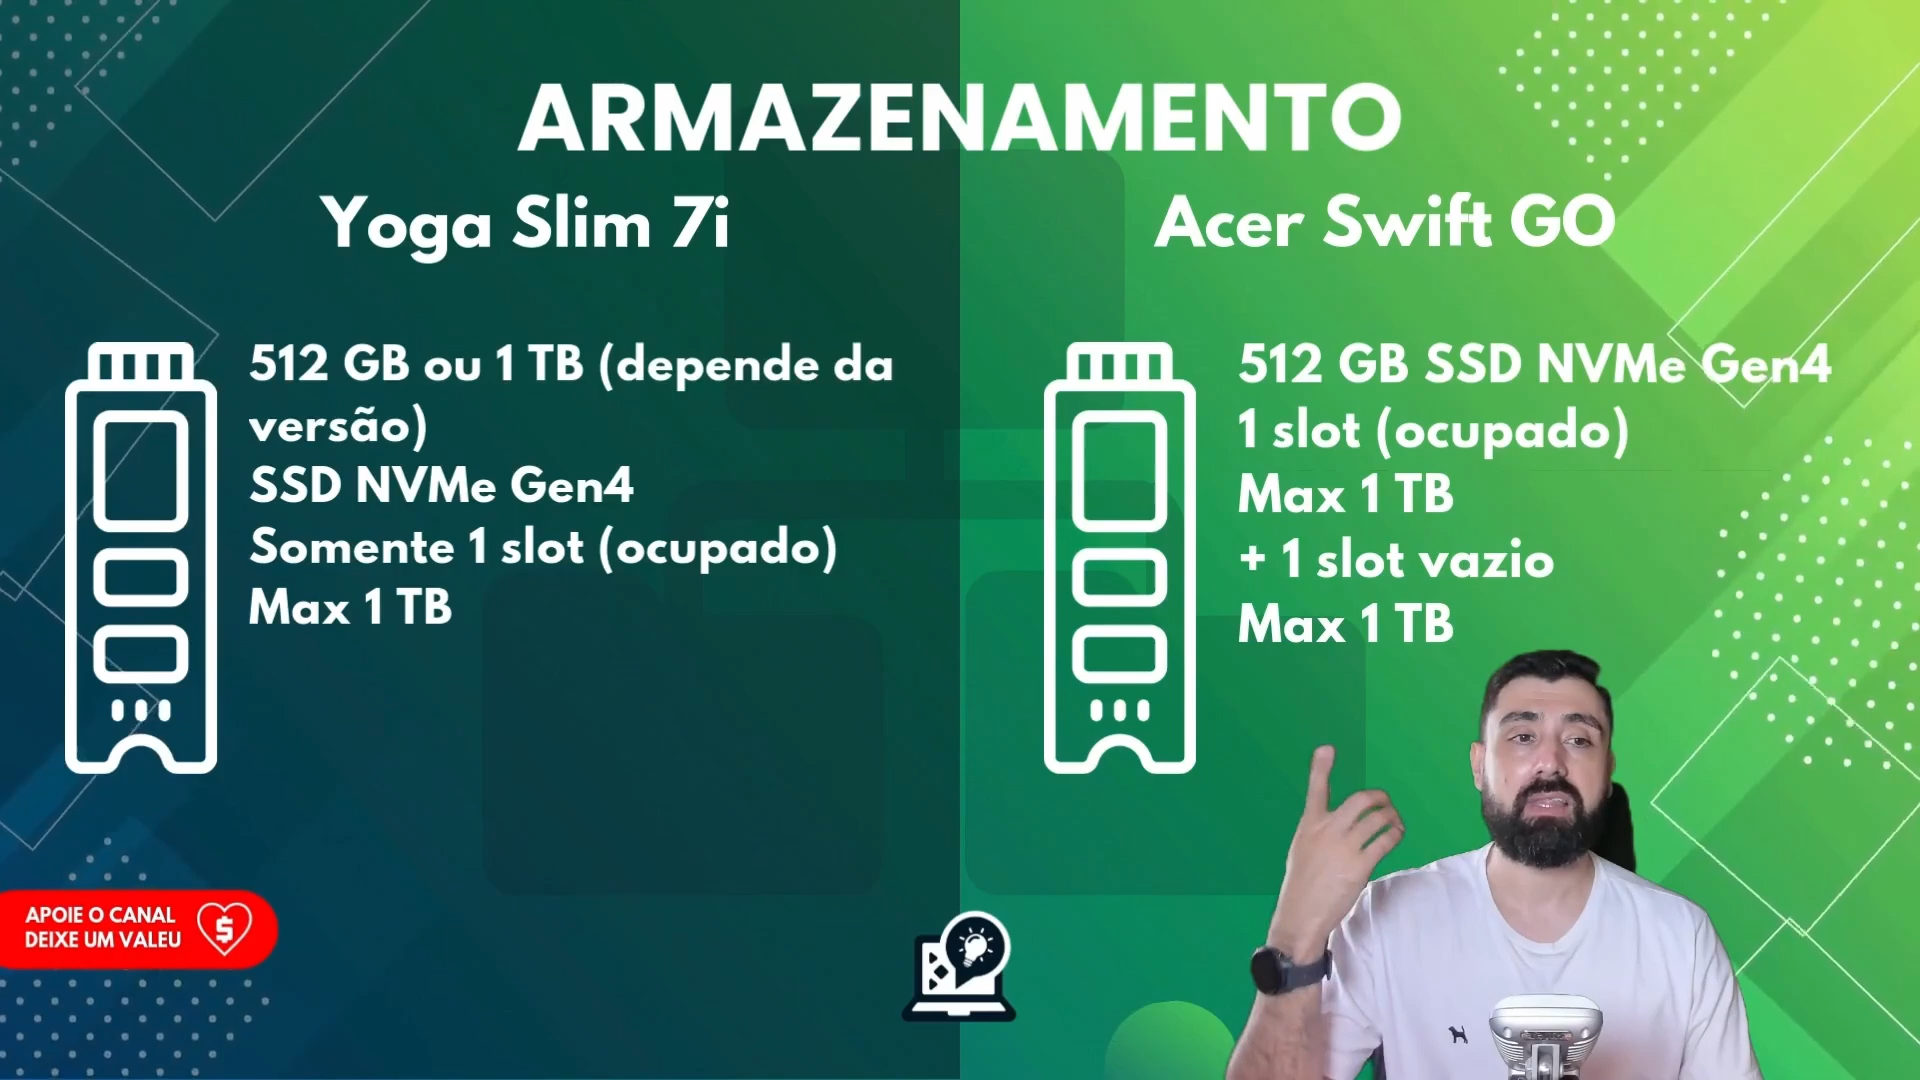 ARMAZENAMENTO
Yoga Slim 7i
512 GB ou 1 TB (depende da
versão)
SSD NVMe Gen4
Somente 1 slot (ocupado)
Max 1 TB
Acer Swift GO
512 GB SSD NVMe Gen4
1 slot (ocupado)
Max 1 TB
+ 1 slot vazio
Max 1 TB
APOIE O CANAL
DEIXE UM VALEU